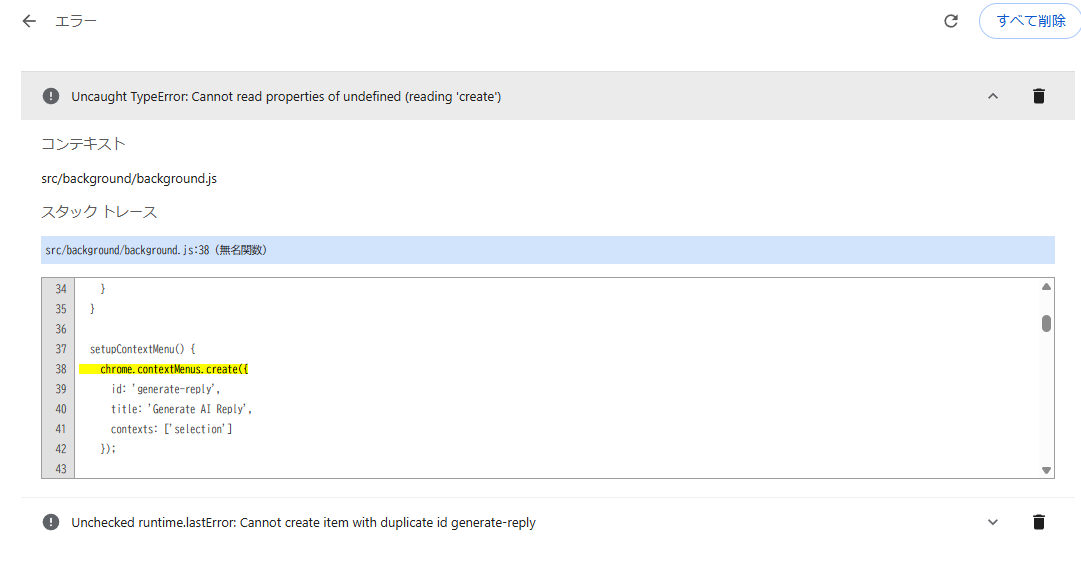 エラー
すべて削除
Uncaught TypeError: Cannot read properties of undefined (reading 'create')
コンテキスト
src/background/background.js
スタック トレース
src/background/background.js:38（無名関数）
34 }
35 }
36
37 setupContextMenu() {
38 chrome.contextMenus.create({
39 id: 'generate-reply',
40 title: 'Generate AI Reply',
41 contexts: ['selection']
42 });
43
Unchecked runtime.lastError: Cannot create item with duplicate id generate-reply